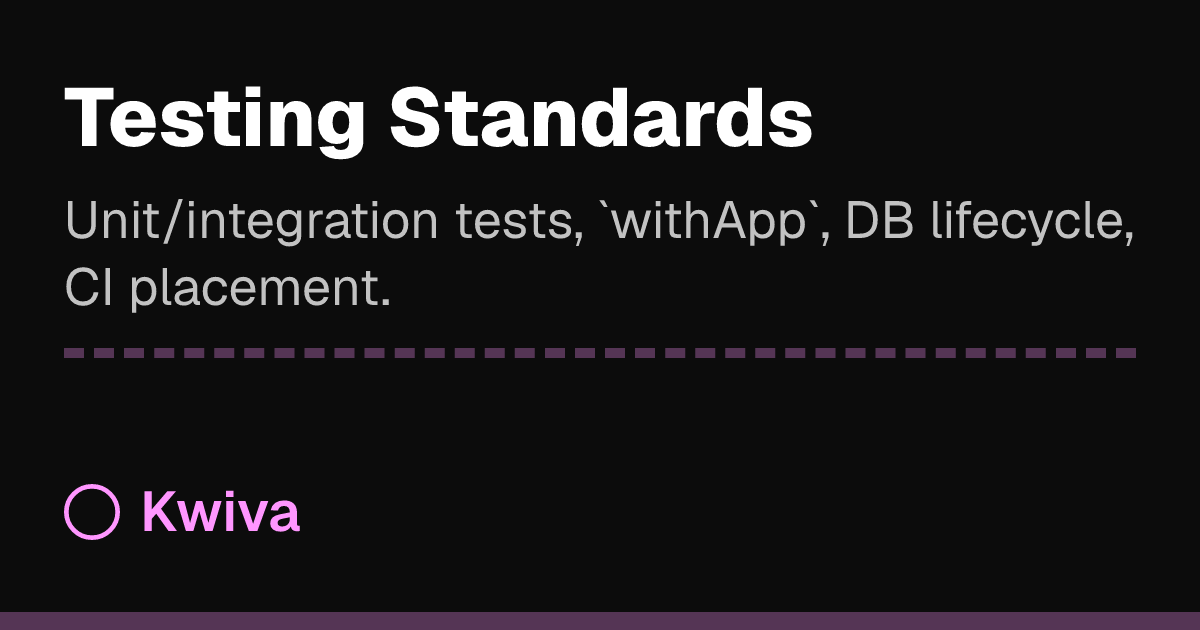 Testing Standards
Unit/integration tests, `withApp`, DB lifecycle,
CI placement.
Kwiva